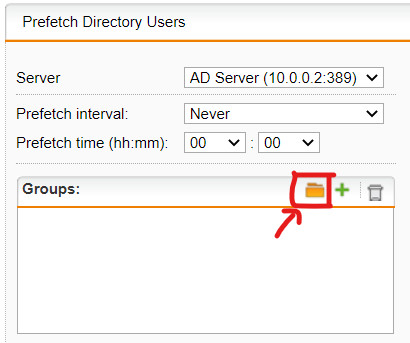 Prefetch Directory Users
Server AD Server (10.0.0.2:389)
Prefetch interval: Never
Prefetch time (hh:mm): 00 : 00
Groups: